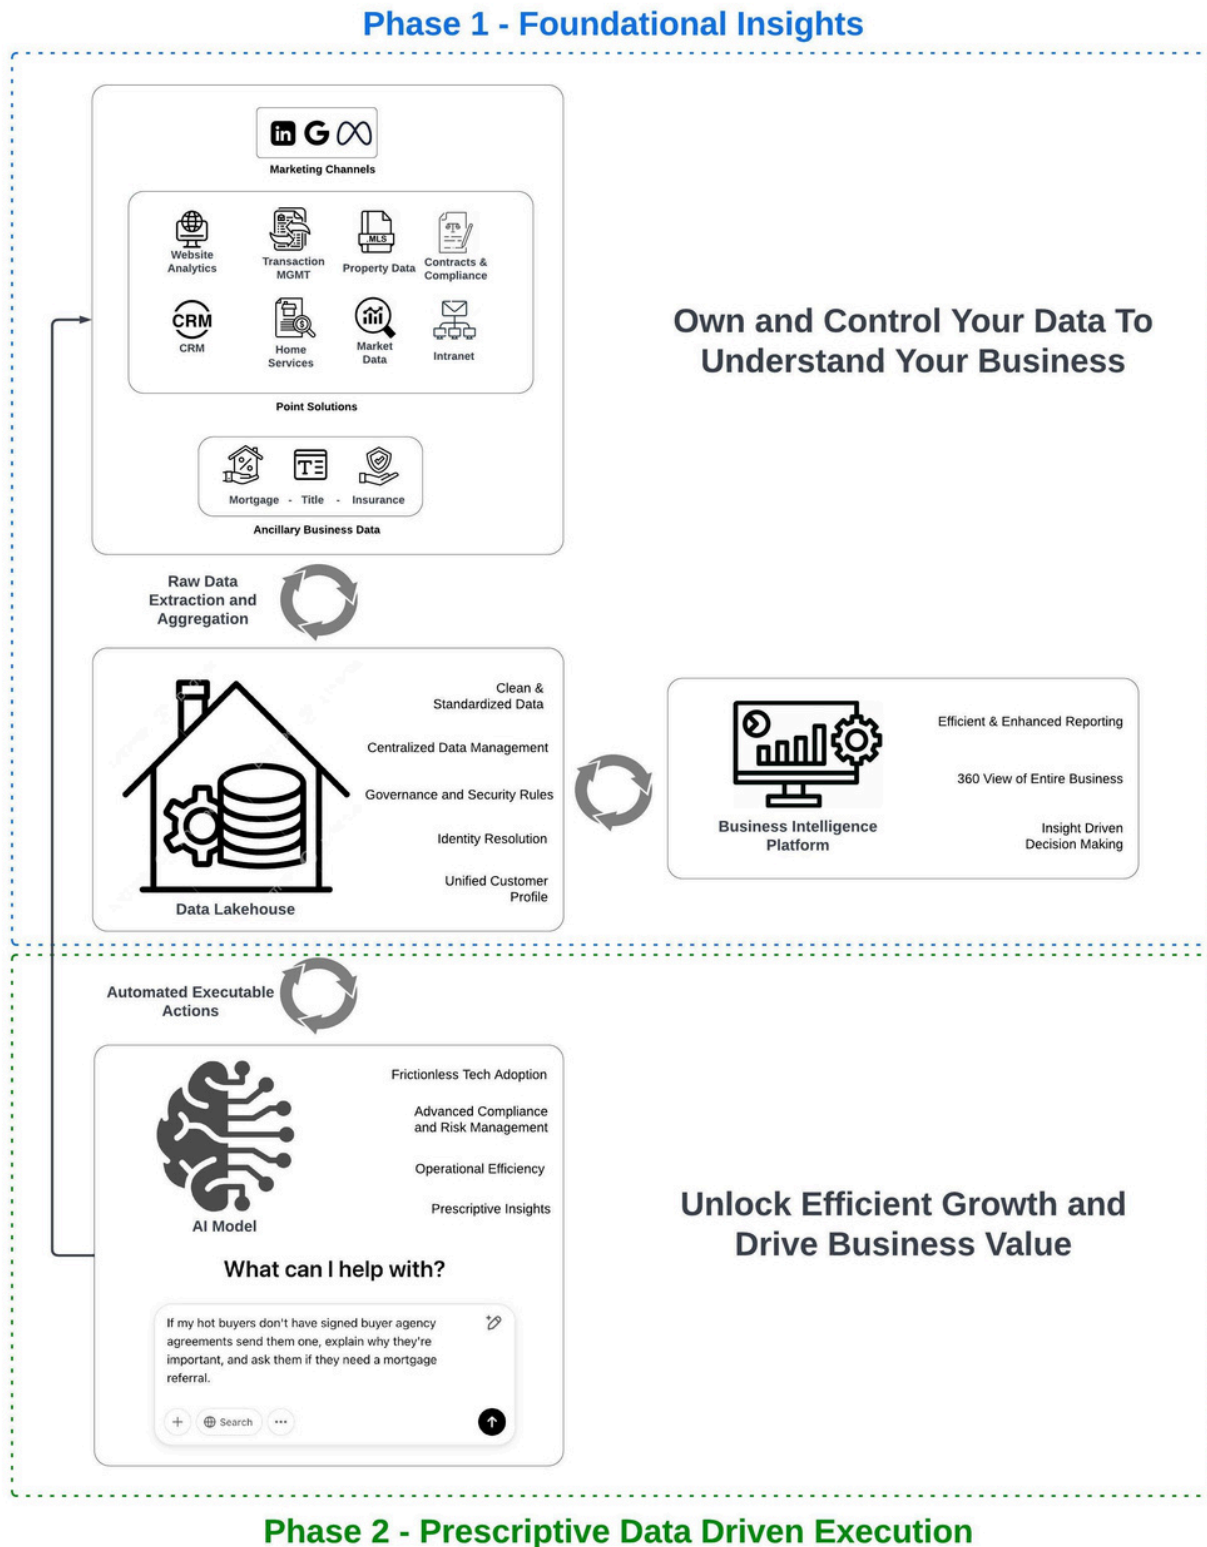 Phase 1 - Foundational Insights
in G
Marketing Channels
Website
Analytics
Transaction
MGMT
.MLS
Property Data
Contracts &
Compliance
CRM
CRM
Home
Services
Market
Data
Intranet
Point Solutions
Own and Control Your Data To
Understand Your Business
T
Mortgage - Title - Insurance
Ancillary Business Data
Raw Data
Extraction and
Aggregation
Clean &
Standardized Data
Centralized Data Management
Governance and Security Rules
Identity Resolution
Unified Customer
Profile
Data Lakehouse
Business Intelligence
Platform
Efficient & Enhanced Reporting
360 View of Entire Business
Insight Driven
Decision Making
Automated Executable
Actions
Frictionless Tech Adoption
Advanced Compliance
and Risk Management
Operational Efficiency
Prescriptive Insights
AI Model
What can I help with?
If my hot buyers don't have signed buyer agency
agreements send them one, explain why they're
important, and ask them if they need a mortgage
referral.
Search
Unlock Efficient Growth and
Drive Business Value
Phase 2 - Prescriptive Data Driven Execution